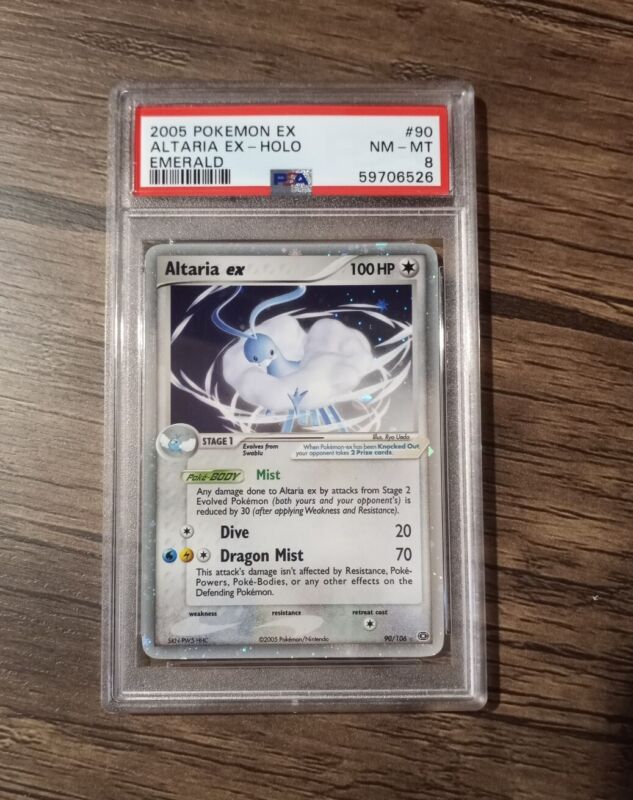 2005 POKEMON EX #90
ALTARIA EX-HOLO NM-MT
EMERALD 8
PSA 59706526
Altaria ex 100 HP
Illus. Ryo Ueda
STAGE 1 Evolves from Swablu
When Pokémon-ex has been Knocked Out, your opponent takes 2 Prize cards.
Poké-BODY Mist
Any damage done to Altaria ex by attacks from Stage 2
Evolved Pokémon (both yours and your opponent's) is
reduced by 30 (after applying Weakness and Resistance).
Dive 20
Dragon Mist 70
This attack's damage isn't affected by Resistance, Poké-
Powers, Poké-Bodies, or any other effects on the
Defending Pokémon.
weakness resistance retreat cost
©2005 Pokémon/Nintendo 90/106